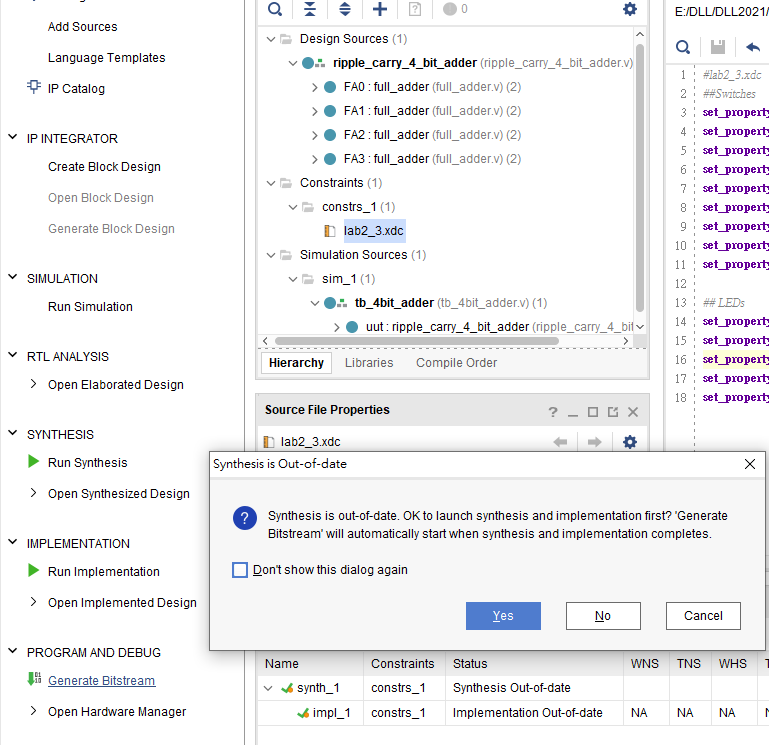 Add Sources
Language Templates
IP Catalog
IP INTEGRATOR
Create Block Design
Open Block Design
Generate Block Design
SIMULATION
Run Simulation
RTL ANALYSIS
Open Elaborated Design
SYNTHESIS
Run Synthesis
Open Synthesized Design
IMPLEMENTATION
Run Implementation
Open Implemented Design
PROGRAM AND DEBUG
Generate Bitstream
Open Hardware Manager
0
Design Sources (1)
ripple_carry_4_bit_adder (ripple_carry_4_bit_adder.v)
FA0 : full_adder (full_adder.v) (2)
FA1 : full_adder (full_adder.v) (2)
FA2 : full_adder (full_adder.v) (2)
FA3 : full_adder (full_adder.v) (2)
Constraints (1)
constrs_1 (1)
lab2_3.xdc
Simulation Sources (1)
sim_1 (1)
tb_4bit_adder (tb_4bit_adder.v) (1)
uut : ripple_carry_4_bit_adder (ripple_carry_4_bit
Hierarchy Libraries Compile Order
Source File Properties
lab2_3.xdc
E:/DLL/DLL2021/
1 #lab2_3.xdc
2 ##Switches
3 set_property
4 set_property
5 set_property
6 set_property
7 set_property
8 set_property
9 set_property
10 set_property
11 set_property
12
13 ## LEDs
14 set_property
15 set_property
16 set_property
17 set_property
18 set_property
Synthesis is Out-of-date
Synthesis is out-of-date. OK to launch synthesis and implementation first? 'Generate
Bitstream' will automatically start when synthesis and implementation completes.
Don't show this dialog again
Yes No Cancel
Name Constraints Status WNS TNS WHS
synth_1 constrs_1 Synthesis Out-of-date
impl_1 constrs_1 Implementation Out-of-date NA NA NA